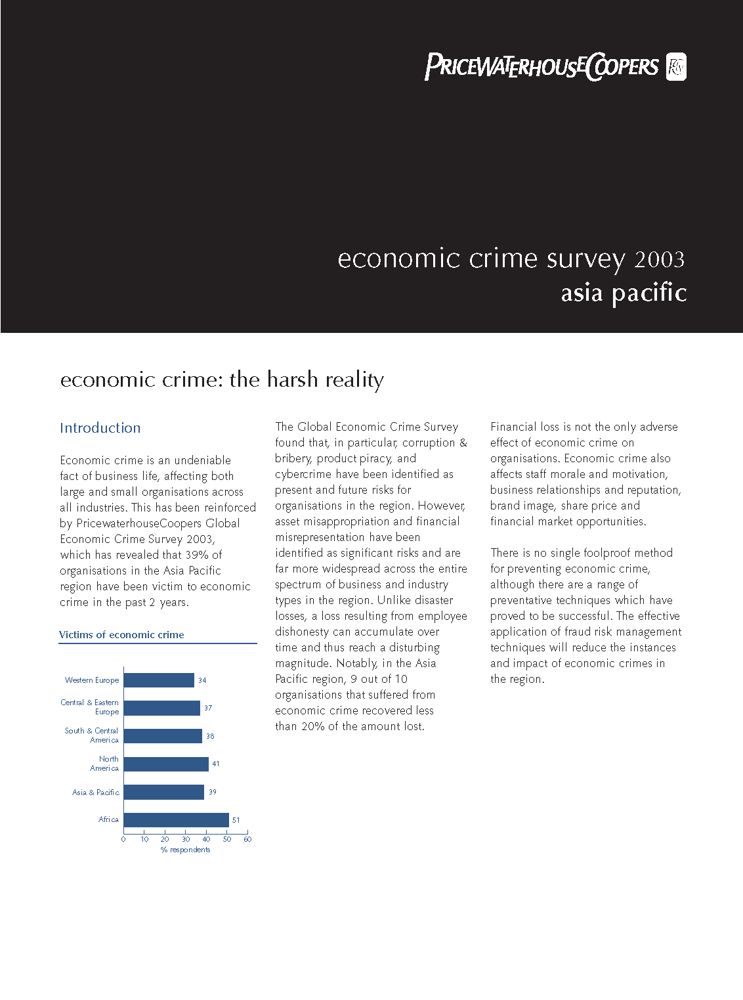 PRICEWATERHOUSECOOPERS
economic crime survey 2003
asia pacific
economic crime: the harsh reality
Introduction
Economic crime is an undeniable
fact of business life, affecting both
large and small organisations across
all industries. This has been reinforced
by PricewaterhouseCoopers Global
Economic Crime Survey 2003,
which has revealed that 39% of
organisations in the Asia Pacific
region have been victim to economic
crime in the past 2 years.
Victims of economic crime
Western Europe 34
Central & Eastern
Europe 37
South & Central
America 38
North
America 41
Asia & Pacific 39
Africa 51
0 10 20 30 40 50 60
% respondents
The Global Economic Crime Survey
found that, in particular, corruption &
bribery, product piracy, and
cybercrime have been identified as
present and future risks for
organisations in the region. However,
asset misappropriation and financial
misrepresentation have been
identified as significant risks and are
far more widespread across the entire
spectrum of business and industry
types in the region. Unlike disaster
losses, a loss resulting from employee
dishonesty can accumulate over
time and thus reach a disturbing
magnitude. Notably, in the Asia
Pacific region, 9 out of 10
organisations that suffered from
economic crime recovered less
than 20% of the amount lost.
Financial loss is not the only adverse
effect of economic crime on
organisations. Economic crime also
affects staff morale and motivation,
business relationships and reputation,
brand image, share price and
financial market opportunities.
There is no single foolproof method
for preventing economic crime,
although there are a range of
preventative techniques which have
proved to be successful. The effective
application of fraud risk management
techniques will reduce the instances
and impact of economic crimes in
the region.